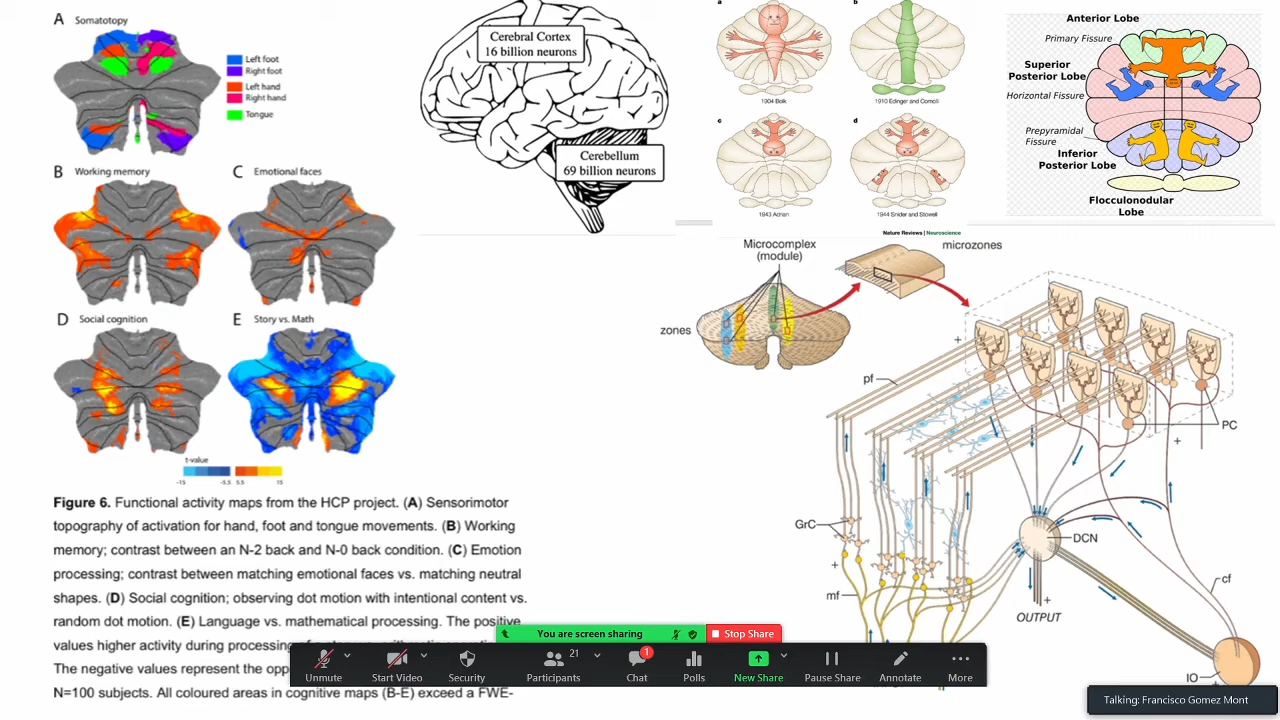 A Somatotopy
Left foot
Right foot
Left hand
Right hand
Tongue
B Working memory
C Emotional faces
D Social cognition
E Story vs. Math
t-value
-15
-5.5
5.5
15
Figure 6. Functional activity maps from the HCP project. (A) Sensorimotor
topography of activation for hand, foot and tongue movements. (B) Working
memory; contrast between an N-2 back and N-0 back condition. (C) Emotion
processing; contrast between matching emotional faces vs. matching neutral
shapes. (D) Social cognition; observing dot motion with intentional content vs.
random dot motion. (E) Language vs. mathematical processing. The positive
values higher activity during processing
The negative values represent the opp
N=100 subjects. All coloured areas in cognitive maps (B-E) exceed a FWE-
Cerebral Cortex
16 billion neurons
Cerebellum
69 billion neurons
a
b
1904 Bolk
1910 Edinger and Comolli
c
d
1943 Adrian
1944 Snider and Stowell
Nature Reviews | Neuroscience
Anterior Lobe
Primary Fissure
Superior
Posterior Lobe
Horizontal Fissure
Prepyramidal
Fissure
Inferior
Posterior Lobe
Flocculonodular
Lobe
Microcomplex
(module)
microzones
zones
+
pf
PC
+
GrC
DCN
+
mf
cf
+
OUTPUT
IO
You are screen sharing
Stop Share
Unmute
Start Video
Security
21
Participants
1
Chat
Polls
New Share
Pause Share
Annotate
More
Talking: Francisco Gomez Mont